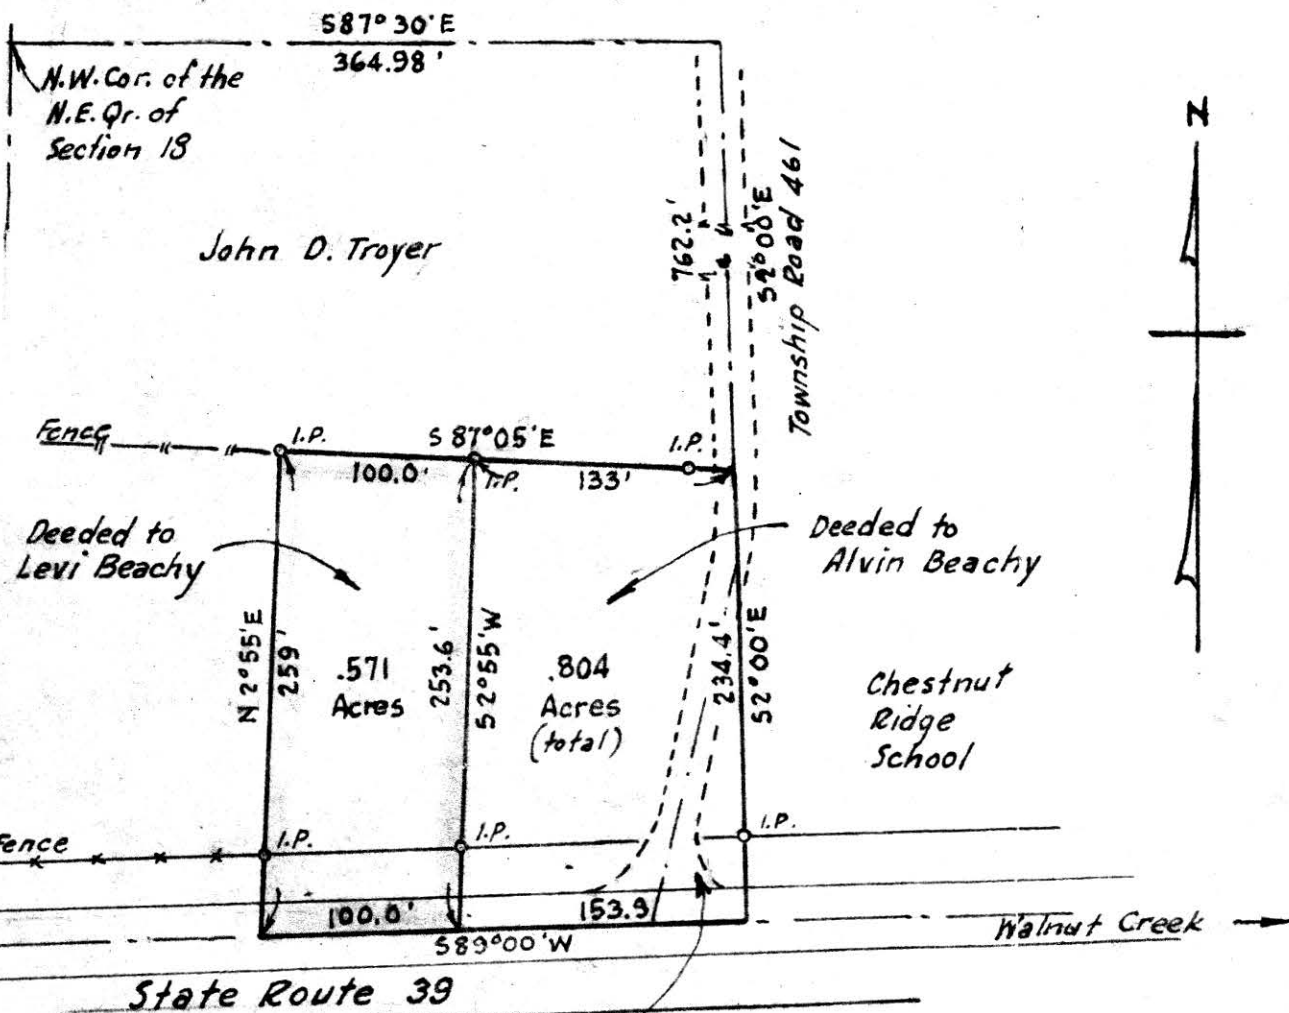 S87°30'E
364.98'
N.W. Cor. of the
N.E. Qr. of
Section 18
N
John D. Troyer
762.2'
S2°00'E
Township Road 461
Fence
I.P.
S 87°05'E
I.P.
100.0'
I.P.
133'
Deeded to
Levi Beachy
Deeded to
Alvin Beachy
N 2°55'E
259'
.571
Acres
253.6'
S 2°55'W
.804
Acres
(total)
234.4'
S2°00'E
Chestnut
Ridge
School
Fence
I.P.
I.P.
I.P.
100.0'
153.9
S89°00'W
Walnut Creek
State Route 39